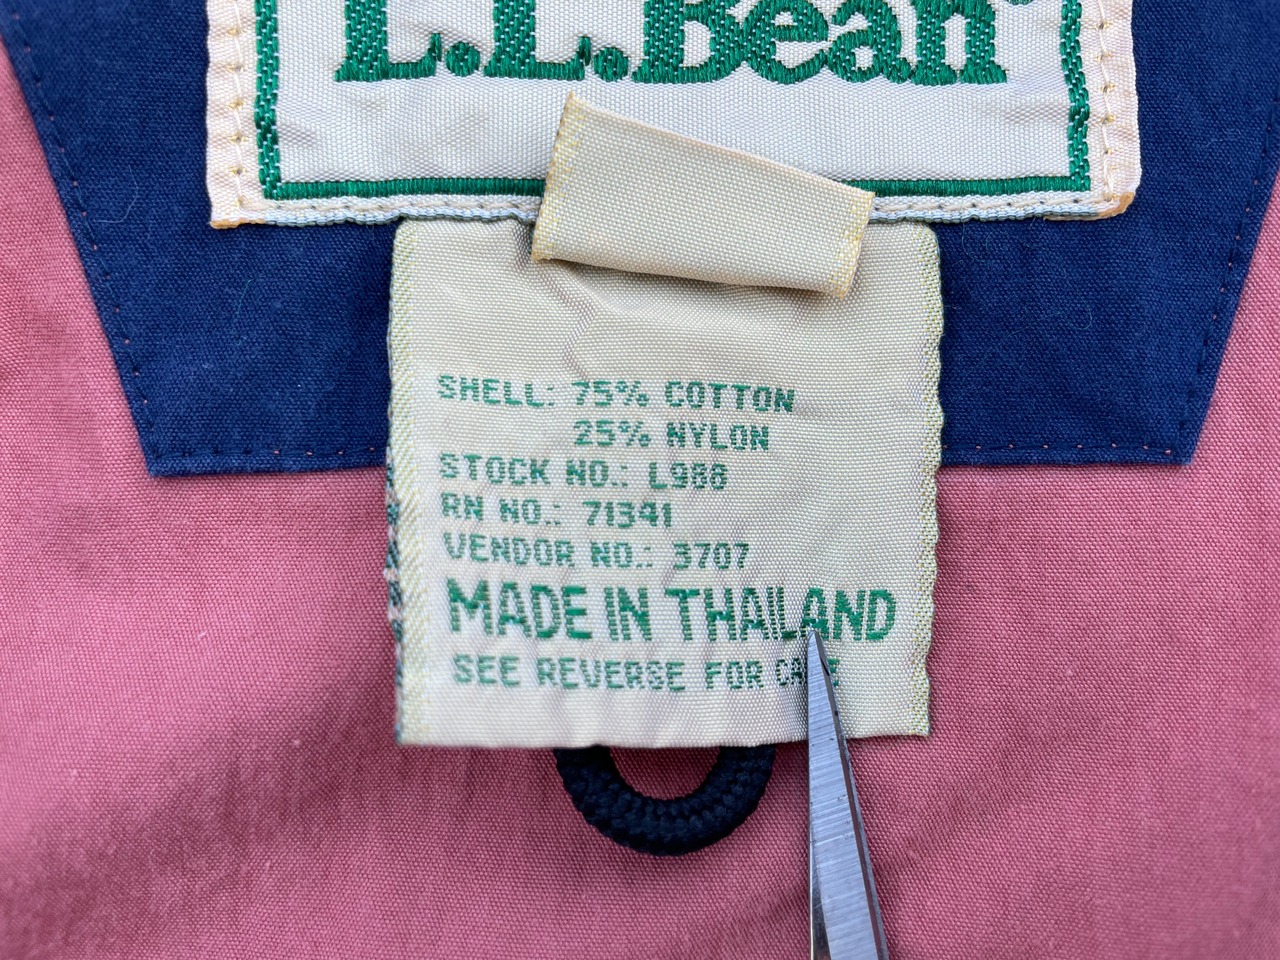 L.L.Bean
SHELL: 75% COTTON
25% NYLON
STOCK NO.: L988
RN NO.: 71341
VENDOR NO.: 3707
MADE IN THAILAND
SEE REVERSE FOR CARE